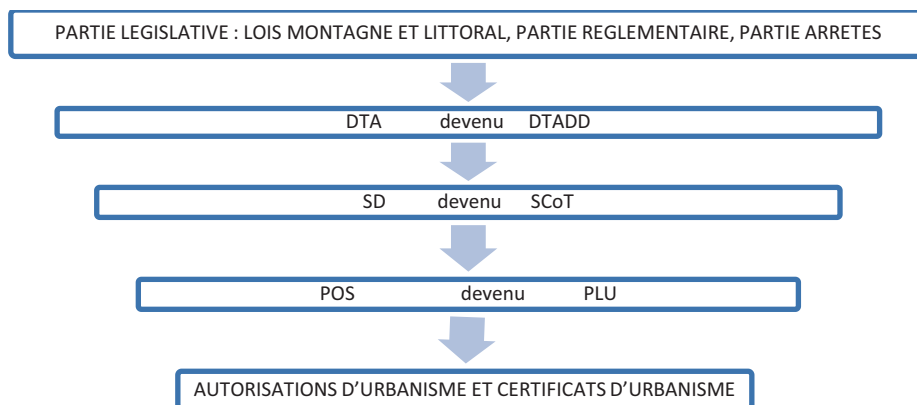 PARTIE LEGISLATIVE : LOIS MONTAGNE ET LITTORAL, PARTIE REGLEMENTAIRE, PARTIE ARRETES
DTA devenu DTADD
SD devenu SCoT
POS devenu PLU
AUTORISATIONS D’URBANISME ET CERTIFICATS D’URBANISME